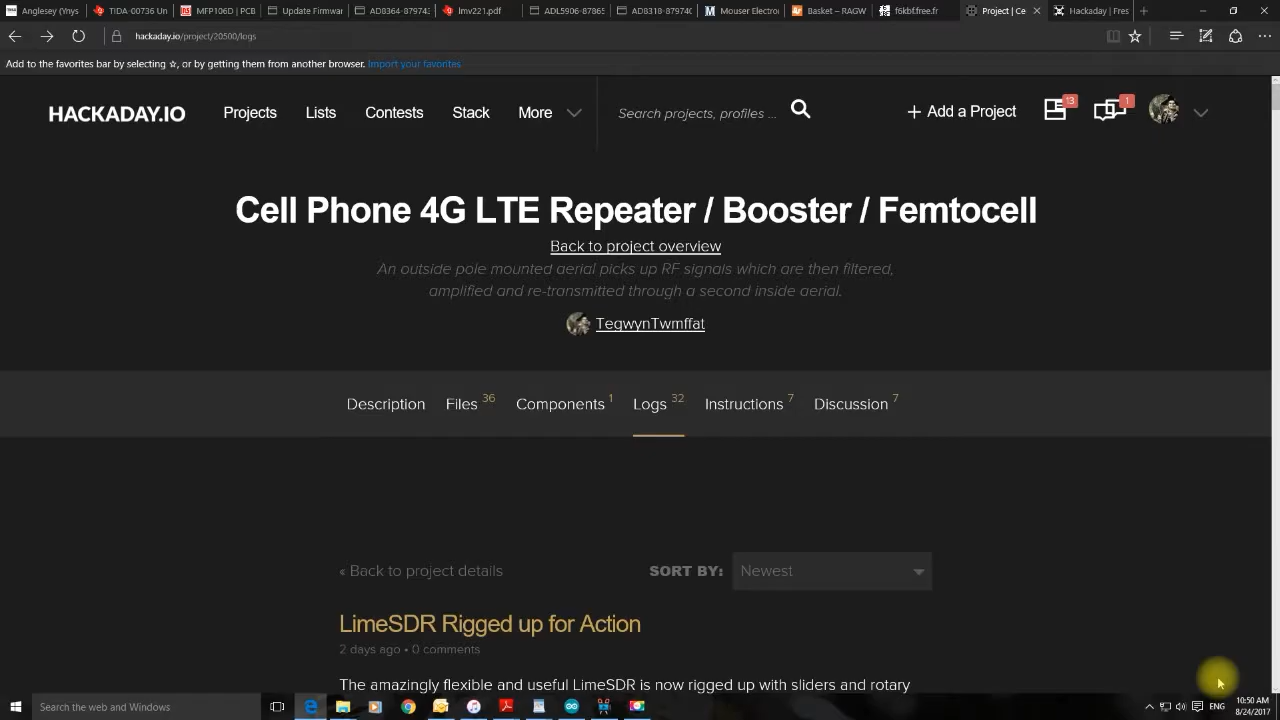 Anglesey (Ynys
TIDA-00736 Un
MFP106D | PCB
Update Firmwar
AD8364-879743
lmv221.pdf
ADL5906-87865
AD8318-879740
Mouser Electron
Basket – RAGW
f6kbf.free.fr
Project | Ce
Hackaday | Fres
hackaday.io/project/20500/logs
Add to the favorites bar by selecting ☆, or by getting them from another browser. Import your favorites
HACKADAY.IO
Projects
Lists
Contests
Stack
More
Search projects, profiles ...
+ Add a Project
13
1
Cell Phone 4G LTE Repeater / Booster / Femtocell
Back to project overview
An outside pole mounted aerial picks up RF signals which are then filtered,
amplified and re-transmitted through a second inside aerial.
TegwynTwmffat
Description
Files 36
Components 1
Logs 32
Instructions 7
Discussion 7
« Back to project details
SORT BY:
Newest
LimeSDR Rigged up for Action
2 days ago • 0 comments
The amazingly flexible and useful LimeSDR is now rigged up with sliders and rotary
Search the web and Windows
ENG
10:50 AM
8/24/2017